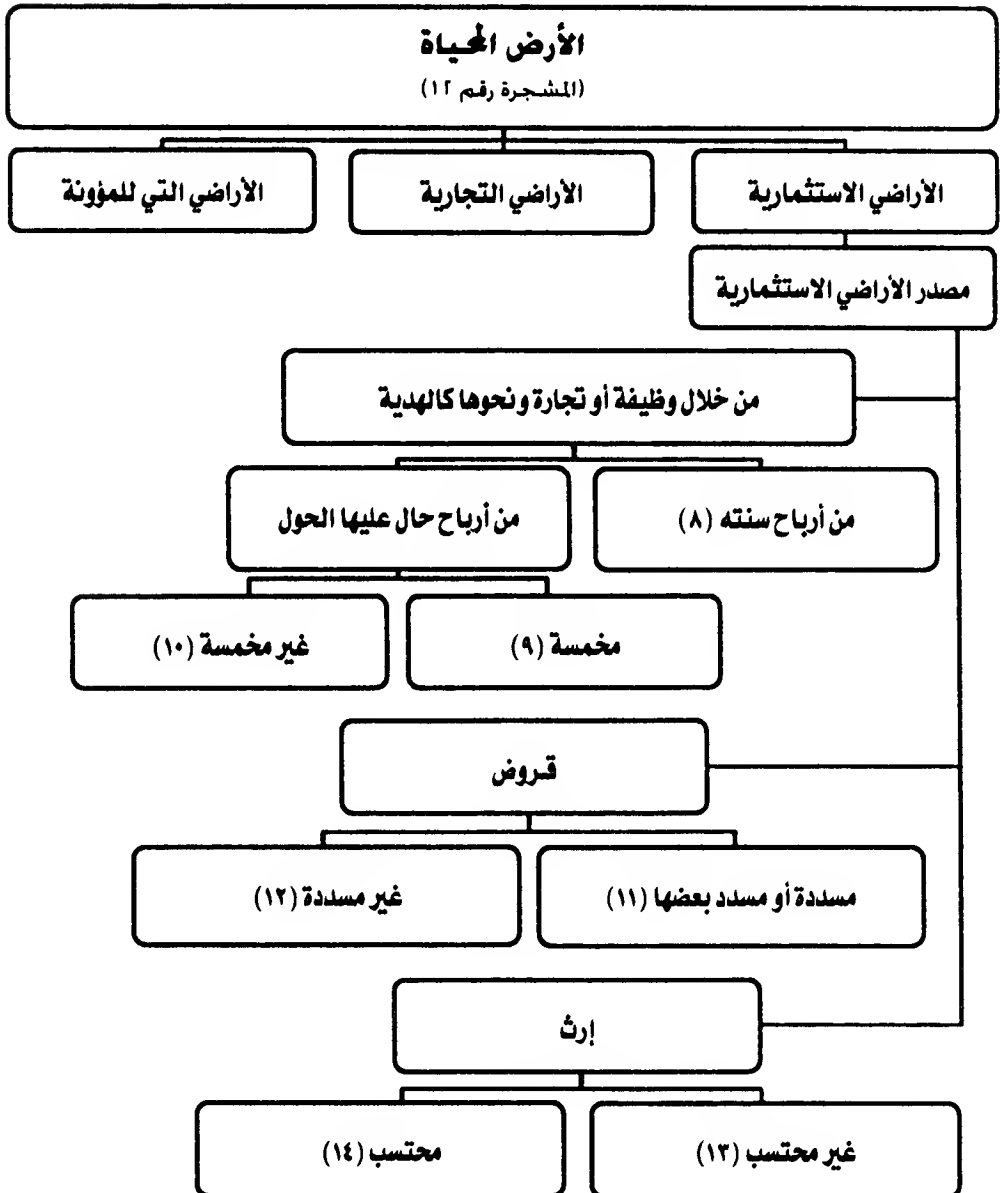 الأرض المحياة
(المشجرة رقم ١٢)
الأراضي الاستثمارية
الأراضي التجارية
الأراضي التي للمؤونة
مصدر الأراضي الاستثمارية
من خلال وظيفة أو تجارة ونحوها كالهدية
من أرباح سنته (٨)
من أرباح حال عليها الحول
مخمسة (٩)
غير مخمسة (١٠)
قروض
مسددة أو مسدد بعضها (١١)
غير مسددة (١٢)
إرث
غير محتسب (١٣)
محتسب (١٤)